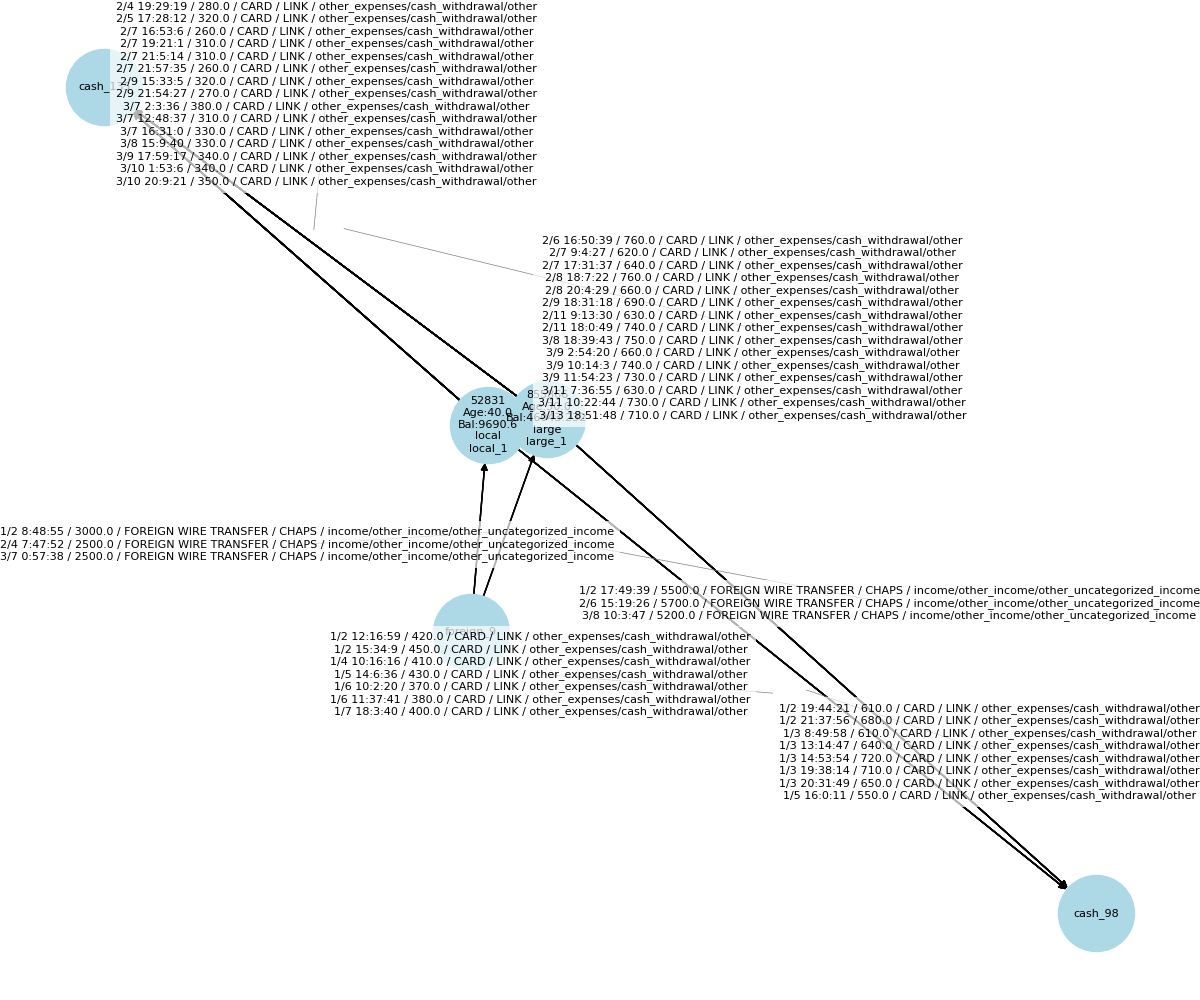 2/4 19:29:19 / 280.0 / CARD / LINK / other_expenses/cash_withdrawal/other
2/5 17:28:12 / 320.0 / CARD / LINK / other_expenses/cash_withdrawal/other
2/7 16:53:6 / 260.0 / CARD / LINK / other_expenses/cash_withdrawal/other
2/7 19:21:1 / 310.0 / CARD / LINK / other_expenses/cash_withdrawal/other
2/7 21:5:14 / 310.0 / CARD / LINK / other_expenses/cash_withdrawal/other
2/7 21:57:35 / 260.0 / CARD / LINK / other_expenses/cash_withdrawal/other
2/9 15:33:5 / 320.0 / CARD / LINK / other_expenses/cash_withdrawal/other
2/9 21:54:27 / 270.0 / CARD / LINK / other_expenses/cash_withdrawal/other
3/7 2:3:36 / 380.0 / CARD / LINK / other_expenses/cash_withdrawal/other
3/7 12:48:37 / 310.0 / CARD / LINK / other_expenses/cash_withdrawal/other
3/7 16:31:0 / 330.0 / CARD / LINK / other_expenses/cash_withdrawal/other
3/8 15:9:40 / 330.0 / CARD / LINK / other_expenses/cash_withdrawal/other
3/9 17:59:17 / 340.0 / CARD / LINK / other_expenses/cash_withdrawal/other
3/10 1:53:6 / 340.0 / CARD / LINK / other_expenses/cash_withdrawal/other
3/10 20:9:21 / 350.0 / CARD / LINK / other_expenses/cash_withdrawal/other
2/6 16:50:39 / 760.0 / CARD / LINK / other_expenses/cash_withdrawal/other
2/7 9:4:27 / 620.0 / CARD / LINK / other_expenses/cash_withdrawal/other
2/7 17:31:37 / 640.0 / CARD / LINK / other_expenses/cash_withdrawal/other
2/8 18:7:22 / 760.0 / CARD / LINK / other_expenses/cash_withdrawal/other
2/8 20:4:29 / 660.0 / CARD / LINK / other_expenses/cash_withdrawal/other
2/9 18:31:18 / 690.0 / CARD / LINK / other_expenses/cash_withdrawal/other
2/11 9:13:30 / 630.0 / CARD / LINK / other_expenses/cash_withdrawal/other
2/11 18:0:49 / 740.0 / CARD / LINK / other_expenses/cash_withdrawal/other
3/8 18:39:43 / 750.0 / CARD / LINK / other_expenses/cash_withdrawal/other
3/9 2:54:20 / 660.0 / CARD / LINK / other_expenses/cash_withdrawal/other
3/9 10:14:3 / 740.0 / CARD / LINK / other_expenses/cash_withdrawal/other
3/9 11:54:23 / 730.0 / CARD / LINK / other_expenses/cash_withdrawal/other
3/11 7:36:55 / 630.0 / CARD / LINK / other_expenses/cash_withdrawal/other
3/11 10:22:44 / 730.0 / CARD / LINK / other_expenses/cash_withdrawal/other
3/13 18:51:48 / 710.0 / CARD / LINK / other_expenses/cash_withdrawal/other
52831
Age:40.0
Bal:9690.6
local
local_1
large
large_1
1/2 8:48:55 / 3000.0 / FOREIGN WIRE TRANSFER / CHAPS / income/other_income/other_uncategorized_income
2/4 7:47:52 / 2500.0 / FOREIGN WIRE TRANSFER / CHAPS / income/other_income/other_uncategorized_income
3/7 0:57:38 / 2500.0 / FOREIGN WIRE TRANSFER / CHAPS / income/other_income/other_uncategorized_income
1/2 17:49:39 / 5500.0 / FOREIGN WIRE TRANSFER / CHAPS / income/other_income/other_uncategorized_income
2/6 15:19:26 / 5700.0 / FOREIGN WIRE TRANSFER / CHAPS / income/other_income/other_uncategorized_income
3/8 10:3:47 / 5200.0 / FOREIGN WIRE TRANSFER / CHAPS / income/other_income/other_uncategorized_income
1/2 12:16:59 / 420.0 / CARD / LINK / other_expenses/cash_withdrawal/other
1/2 15:34:9 / 450.0 / CARD / LINK / other_expenses/cash_withdrawal/other
1/4 10:16:16 / 410.0 / CARD / LINK / other_expenses/cash_withdrawal/other
1/5 14:6:36 / 430.0 / CARD / LINK / other_expenses/cash_withdrawal/other
1/6 10:2:20 / 370.0 / CARD / LINK / other_expenses/cash_withdrawal/other
1/6 11:37:41 / 380.0 / CARD / LINK / other_expenses/cash_withdrawal/other
1/7 18:3:40 / 400.0 / CARD / LINK / other_expenses/cash_withdrawal/other
1/2 19:44:21 / 610.0 / CARD / LINK / other_expenses/cash_withdrawal/other
1/2 21:37:56 / 680.0 / CARD / LINK / other_expenses/cash_withdrawal/other
1/3 8:49:58 / 610.0 / CARD / LINK / other_expenses/cash_withdrawal/other
1/3 13:14:47 / 640.0 / CARD / LINK / other_expenses/cash_withdrawal/other
1/3 14:53:54 / 720.0 / CARD / LINK / other_expenses/cash_withdrawal/other
1/3 19:38:14 / 710.0 / CARD / LINK / other_expenses/cash_withdrawal/other
1/3 20:31:49 / 650.0 / CARD / LINK / other_expenses/cash_withdrawal/other
1/5 16:0:11 / 550.0 / CARD / LINK / other_expenses/cash_withdrawal/other
cash_98